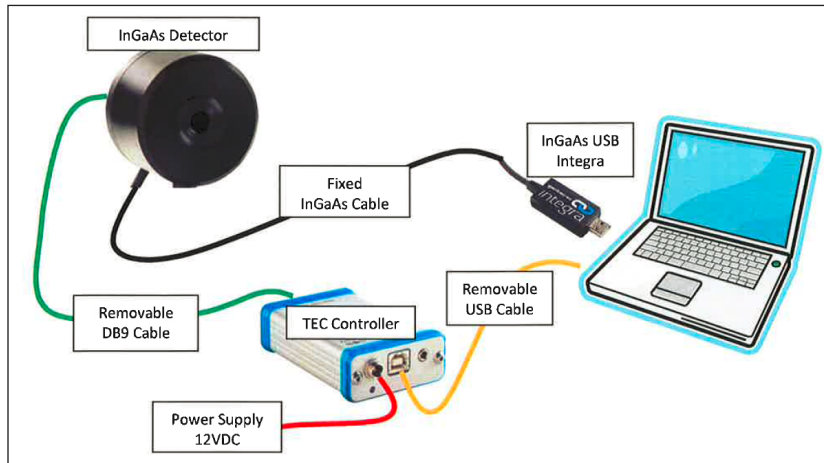 InGaAs Detector
InGaAs USB
Integra
Fixed
InGaAs Cable
integra
Removable
DB9 Cable
TEC Controller
Removable
USB Cable
Power Supply
12VDC